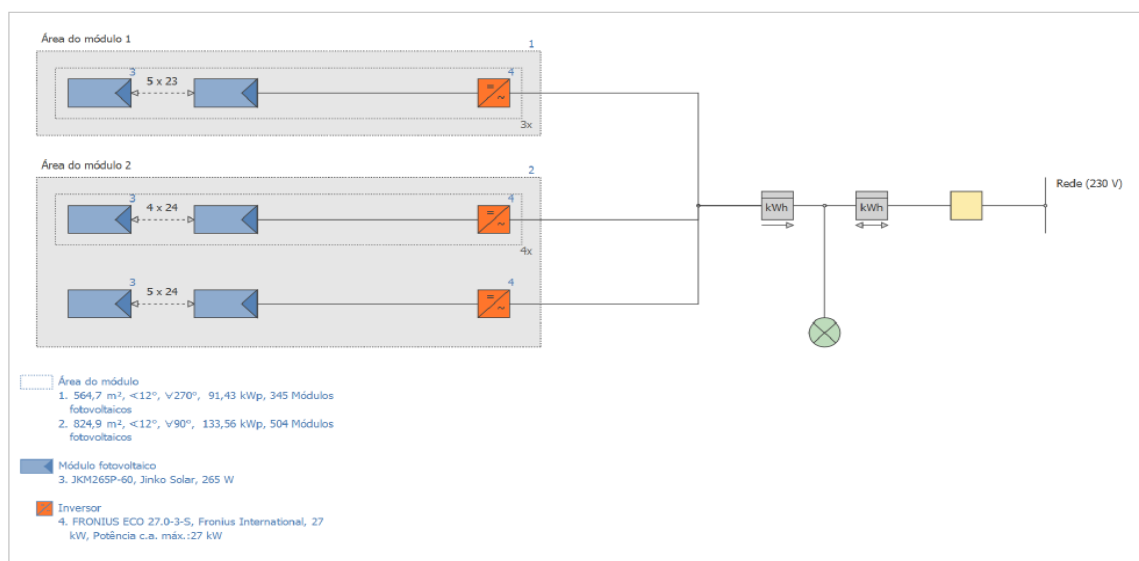 Área do módulo 1
1
3
5 x 23
4
3x
Área do módulo 2
2
3
4 x 24
4
4x
3
5 x 24
4
=
~
=
~
=
~
kWh
kWh
Rede (230 V)
Área do módulo
1. 564,7 m², <12°, ∀270°, 91,43 kWp, 345 Módulos
fotovoltaicos
2. 824,9 m², <12°, ∀90°, 133,56 kWp, 504 Módulos
fotovoltaicos
Módulo fotovoltaico
3. JKM265P-60, Jinko Solar, 265 W
Inversor
4. FRONIUS ECO 27.0-3-S, Fronius International, 27
kW, Potência c.a. máx.:27 kW